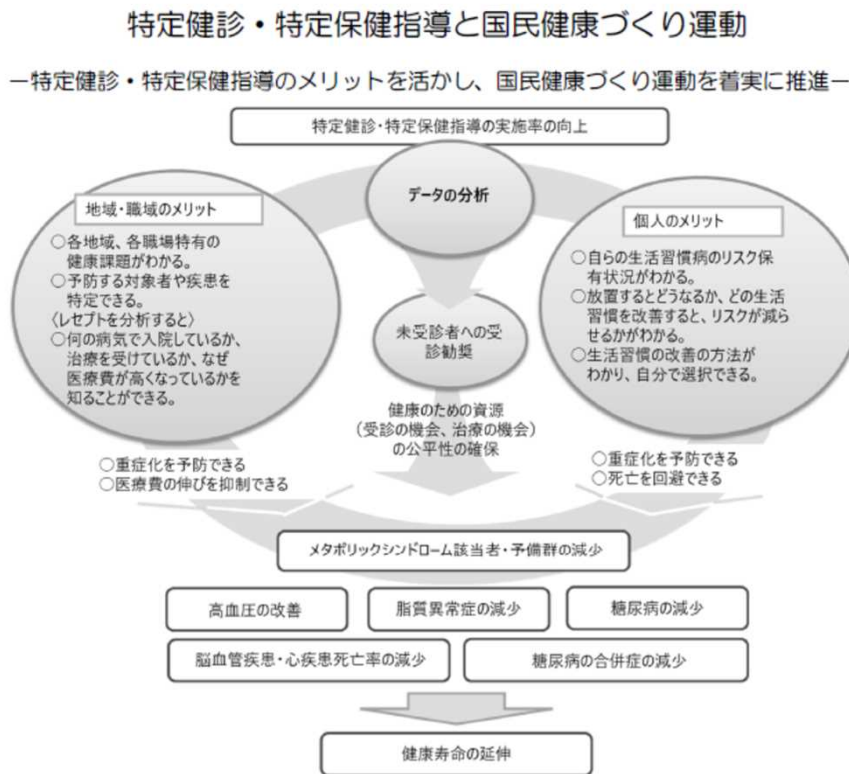 特定健診・特定保健指導と国民健康づくり運動
－特定健診・特定保健指導のメリットを活かし、国民健康づくり運動を着実に推進－
特定健診・特定保健指導の実施率の向上
データの分析
地域・職域のメリット
○各地域、各職場特有の
健康課題がわかる。
○予防する対象者や疾患を
特定できる。
〈レセプトを分析すると〉
○何の病気で入院しているか、
治療を受けているか、なぜ
医療費が高くなっているかを
知ることができる。
個人のメリット
○自らの生活習慣病のリスク保
有状況がわかる。
○放置するとどうなるか、どの生活
習慣を改善すると、リスクが減ら
せるかがわかる。
○生活習慣の改善の方法が
わかり、自分で選択できる。
未受診者への受
診勧奨
健康のための資源
（受診の機会、治療の機会）
の公平性の確保
○重症化を予防できる
○医療費の伸びを抑制できる
○重症化を予防できる
○死亡を回避できる
メタボリックシンドローム該当者・予備群の減少
高血圧の改善
脂質異常症の減少
糖尿病の減少
脳血管疾患・心疾患死亡率の減少
糖尿病の合併症の減少
健康寿命の延伸